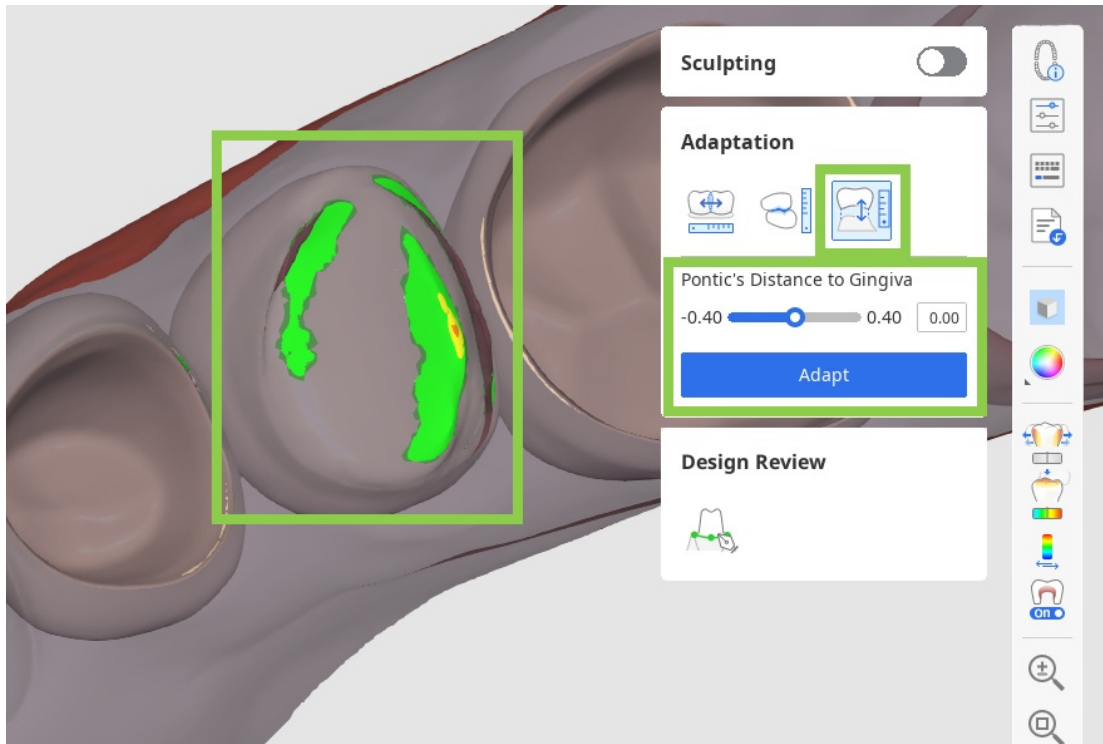 Sculpting
Adaptation
Pontic's Distance to Gingiva
-0.40 0.40 0.00
Adapt
Design Review
On